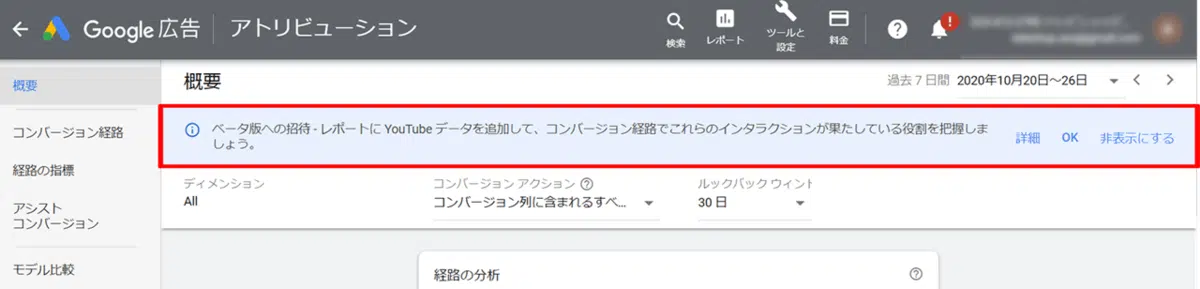 Google 広告
アトリビューション
検索
レポート
ツールと
設定
料金
?
!
概要
コンバージョン経路
経路の指標
アシスト
コンバージョン
モデル比較
概要
過去 7 日間 2020年10月20日～26日
ベータ版への招待 - レポートに YouTube データを追加して、コンバージョン経路でこれらのインタラクションが果たしている役割を把握しま
しょう。
詳細 OK 非表示にする
ディメンション
All
コンバージョン アクション
コンバージョン列に含まれるすべ...
ルックバック ウィント
30 日
経路の分析